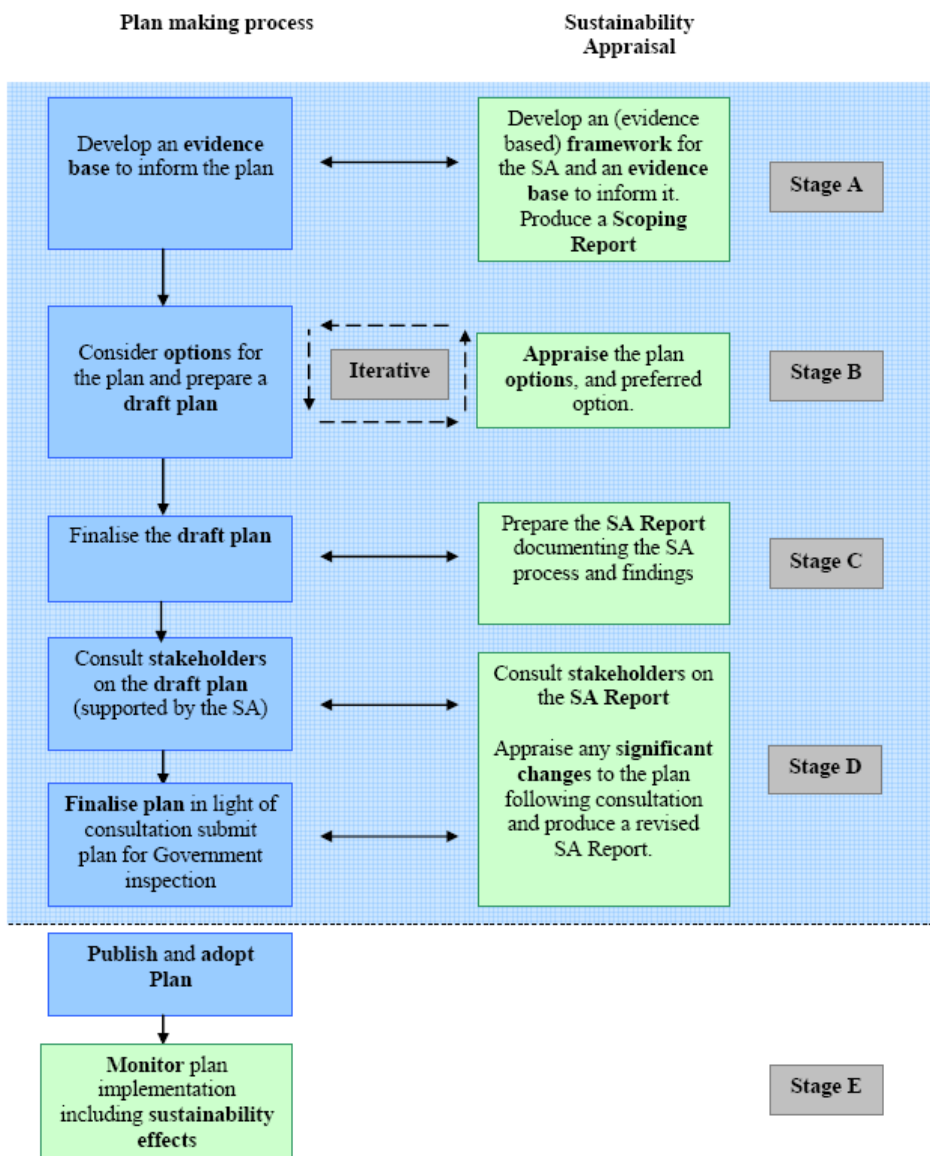 Plan making process
Sustainability
Appraisal
Develop an evidence
base to inform the plan
Develop an (evidence
based) framework for
the SA and an evidence
base to inform it.
Produce a Scoping
Report
Stage A
Consider options for
the plan and prepare a
draft plan
Iterative
Appraise the plan
options, and preferred
option.
Stage B
Finalise the draft plan
Prepare the SA Report
documenting the SA
process and findings
Stage C
Consult stakeholders
on the draft plan
(supported by the SA)
Consult stakeholders on
the SA Report
Appraise any significant
changes to the plan
following consultation
and produce a revised
SA Report.
Stage D
Finalise plan in light of
consultation submit
plan for Government
inspection
Publish and adopt
Plan
Monitor plan
implementation
including sustainability
effects
Stage E